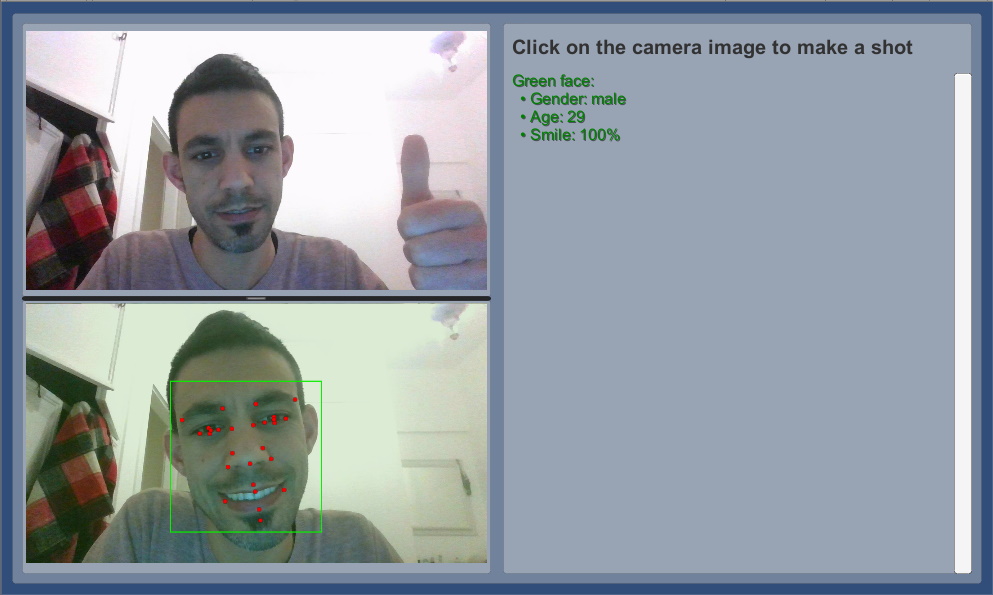 Click on the camera image to make a shot
Green face:
• Gender: male
• Age: 29
• Smile: 100%